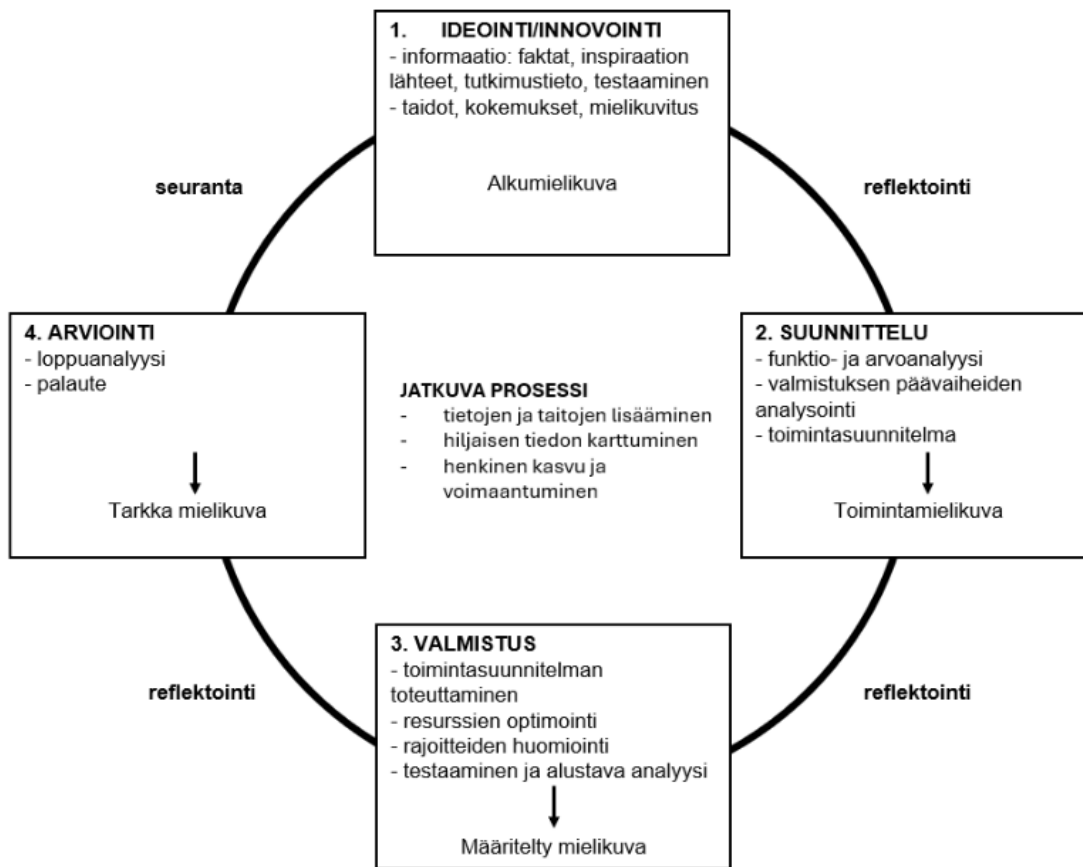 1. IDEOINTI/INNOVOINTI
- informaatio: faktat, inspiraation
lähteet, tutkimustieto, testaaminen
- taidot, kokemukset, mielikuvitus
Alkumielikuva
seuranta
reflektointi
4. ARVIOINTI
- loppuanalyysi
- palaute
Tarkka mielikuva
JATKUVA PROSESSI
- tietojen ja taitojen lisääminen
- hiljaisen tiedon karttuminen
- henkinen kasvu ja
voimaantuminen
2. SUUNNITTELU
- funktio- ja arvoanalyysi
- valmistuksen päävaiheiden
analysointi
- toimintasuunnitelma
Toimintamielikuva
reflektointi
reflektointi
3. VALMISTUS
- toimintasuunnitelman
toteuttaminen
- resurssien optimointi
- rajoitteiden huomiointi
- testaaminen ja alustava analyysi
Määritelty mielikuva